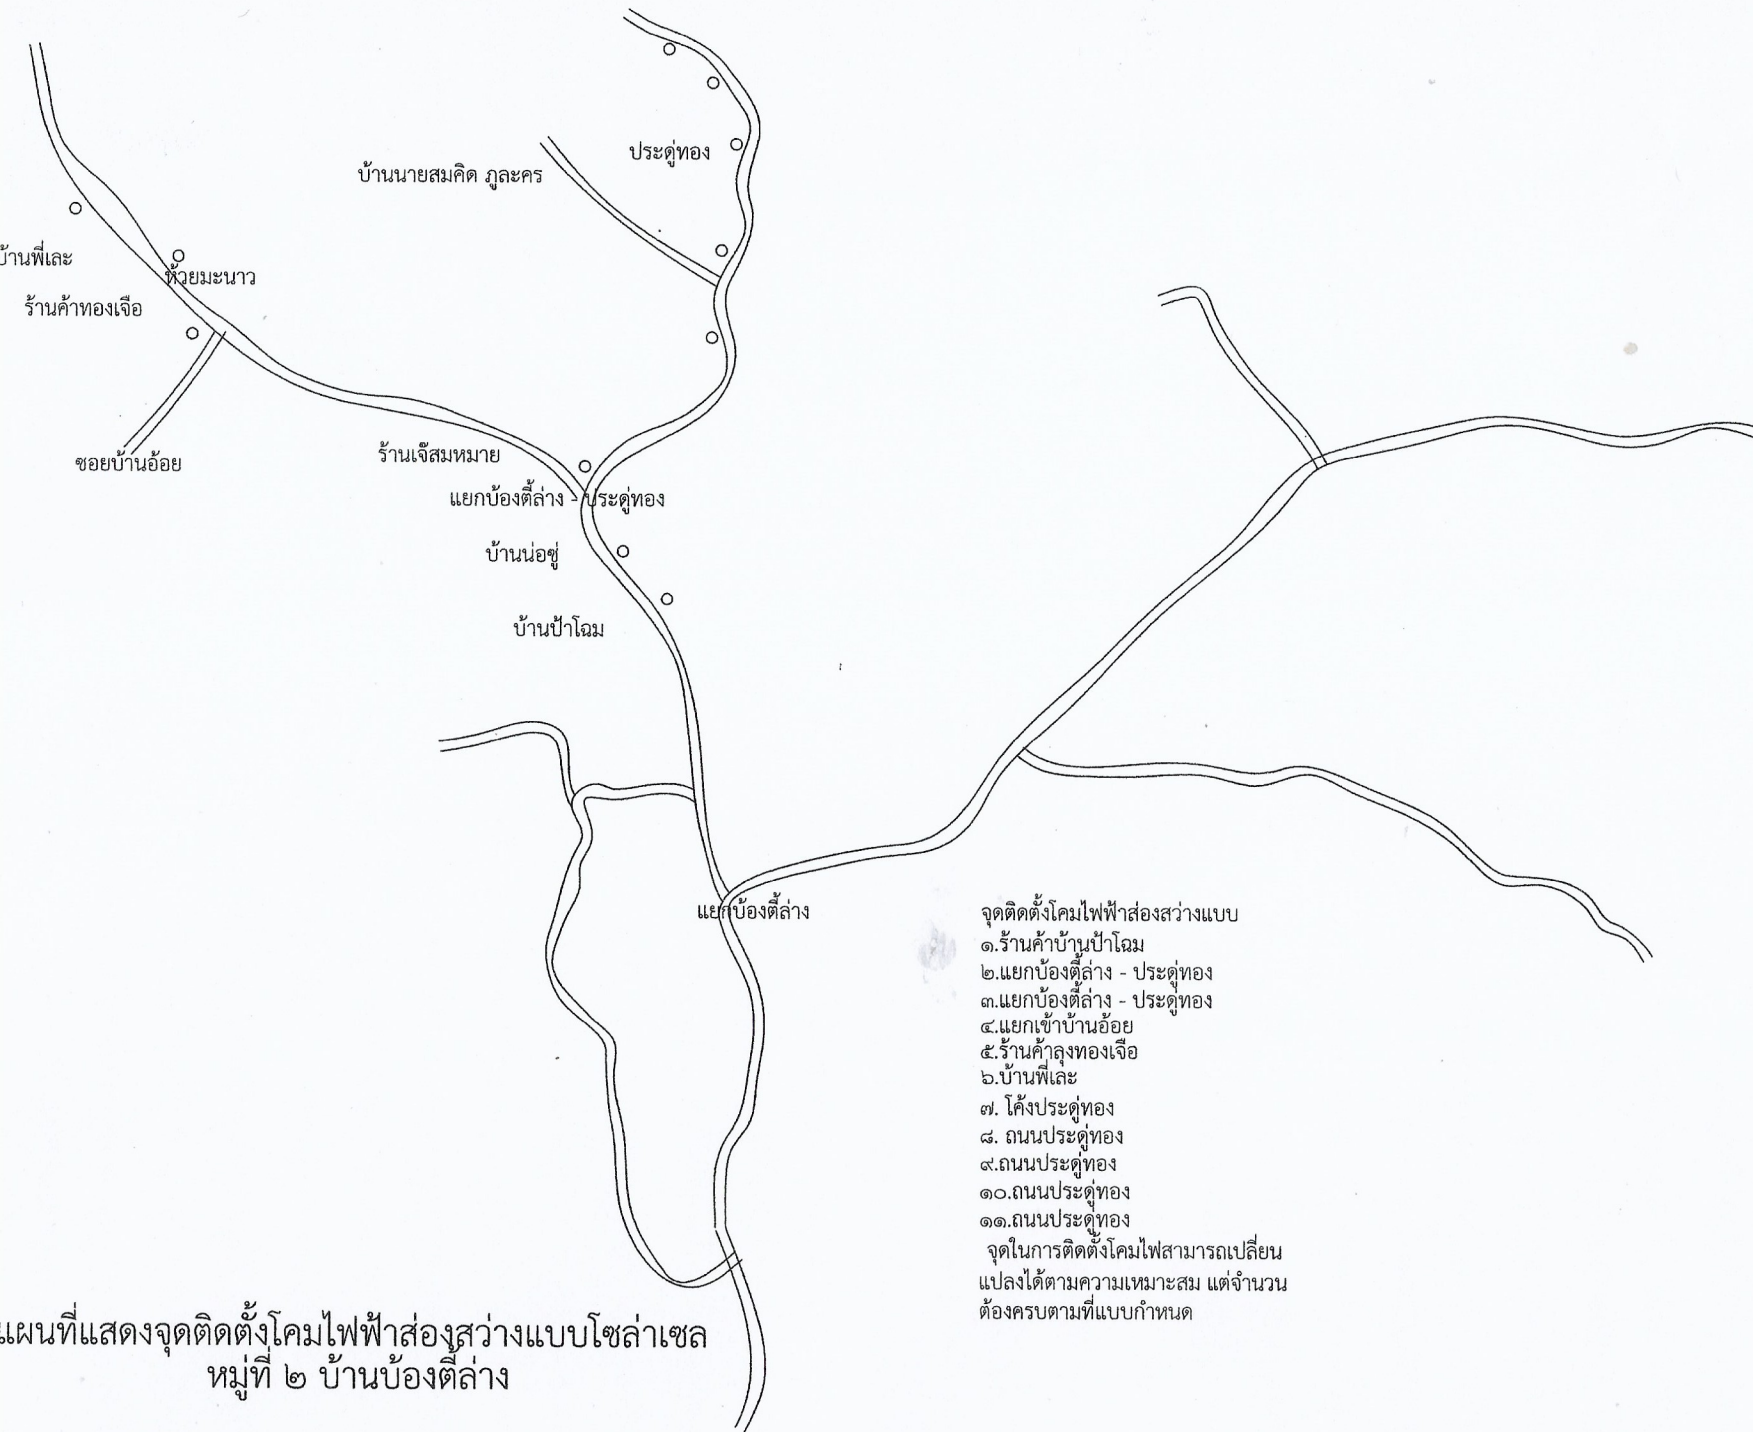 ประดู่ทอง
บ้านนายสมคิด ภูละคร
บ้านพี่เละ
ห้วยมะนาว
ร้านค้าทองเจือ
ร้านเจ๊สมหมาย
ซอยบ้านอ้อย
แยกบ้องตี้ล่าง - ประดู่ทอง
บ้านน่อซู่
บ้านป้าโฉม
แยกบ้องตี้ล่าง
จุดติดตั้งโคมไฟฟ้าส่องสว่างแบบ
๑.ร้านค้าบ้านป้าโฉม
๒.แยกบ้องตี้ล่าง - ประดู่ทอง
๓.แยกบ้องตี้ล่าง - ประดู่ทอง
๔.แยกเข้าบ้านอ้อย
๕.ร้านค้าลุงทองเจือ
๖.บ้านพี่เละ
๗. โค้งประดู่ทอง
๘. ถนนประดู่ทอง
๙.ถนนประดู่ทอง
๑๐.ถนนประดู่ทอง
๑๑.ถนนประดู่ทอง
จุดในการติดตั้งโคมไฟสามารถเปลี่ยน
แปลงได้ตามความเหมาะสม แต่จำนวน
ต้องครบตามที่แบบกำหนด
แผนที่แสดงจุดติดตั้งโคมไฟฟ้าส่องสว่างแบบโซล่าเซล
หมู่ที่ ๒ บ้านบ้องตี้ล่าง